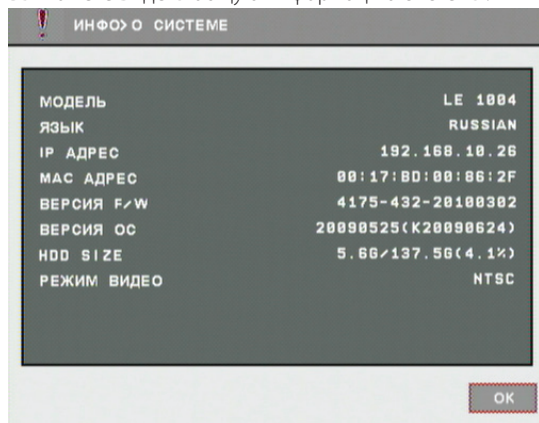 ИНФО>О СИСТЕМЕ
МОДЕЛЬ LE 1004
ЯЗЫК RUSSIAN
IP АДРЕС 192.168.10.26
MAC АДРЕС 00:17:BD:00:86:2F
ВЕРСИЯ F/W 4175-432-20100302
ВЕРСИЯ ОС 20090525(K20090624)
HDD SIZE 5.6G/137.5G(4.1%)
РЕЖИМ ВИДЕО NTSC
OK